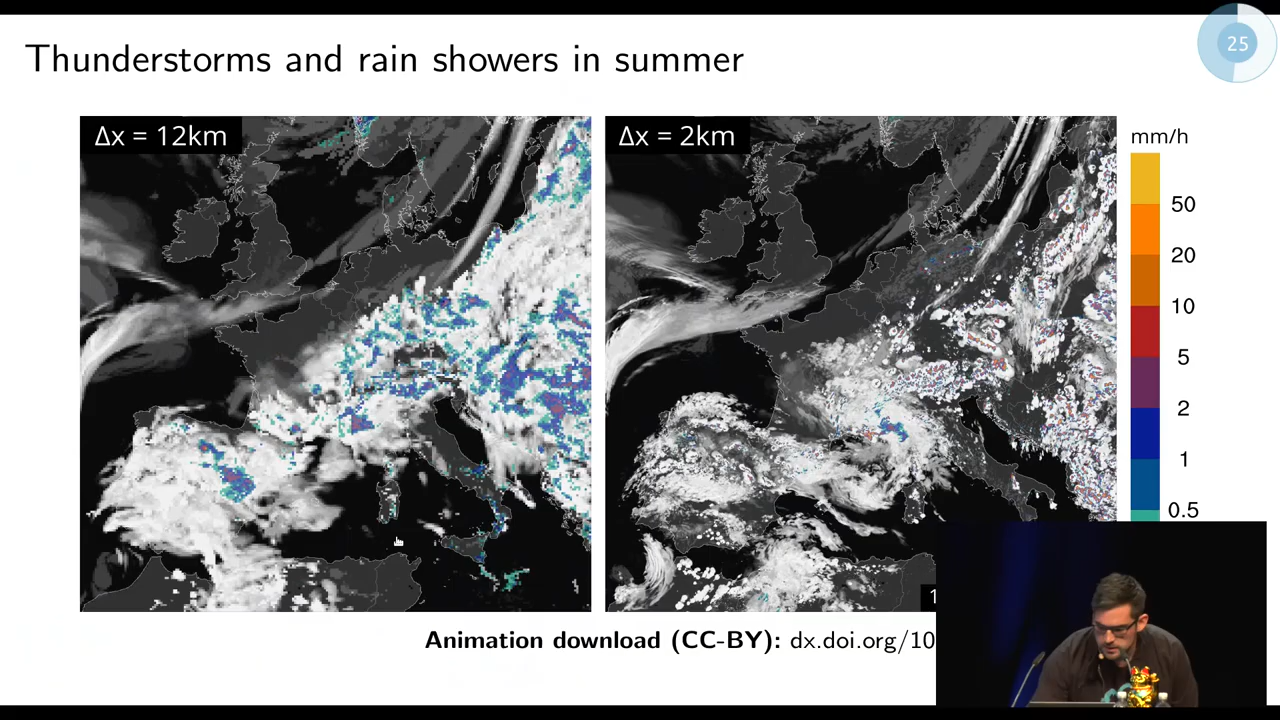 Thunderstorms and rain showers in summer
25
Δx = 12km
Δx = 2km
mm/h
50
20
10
5
2
1
0.5
1
Animation download (CC-BY): dx.doi.org/10